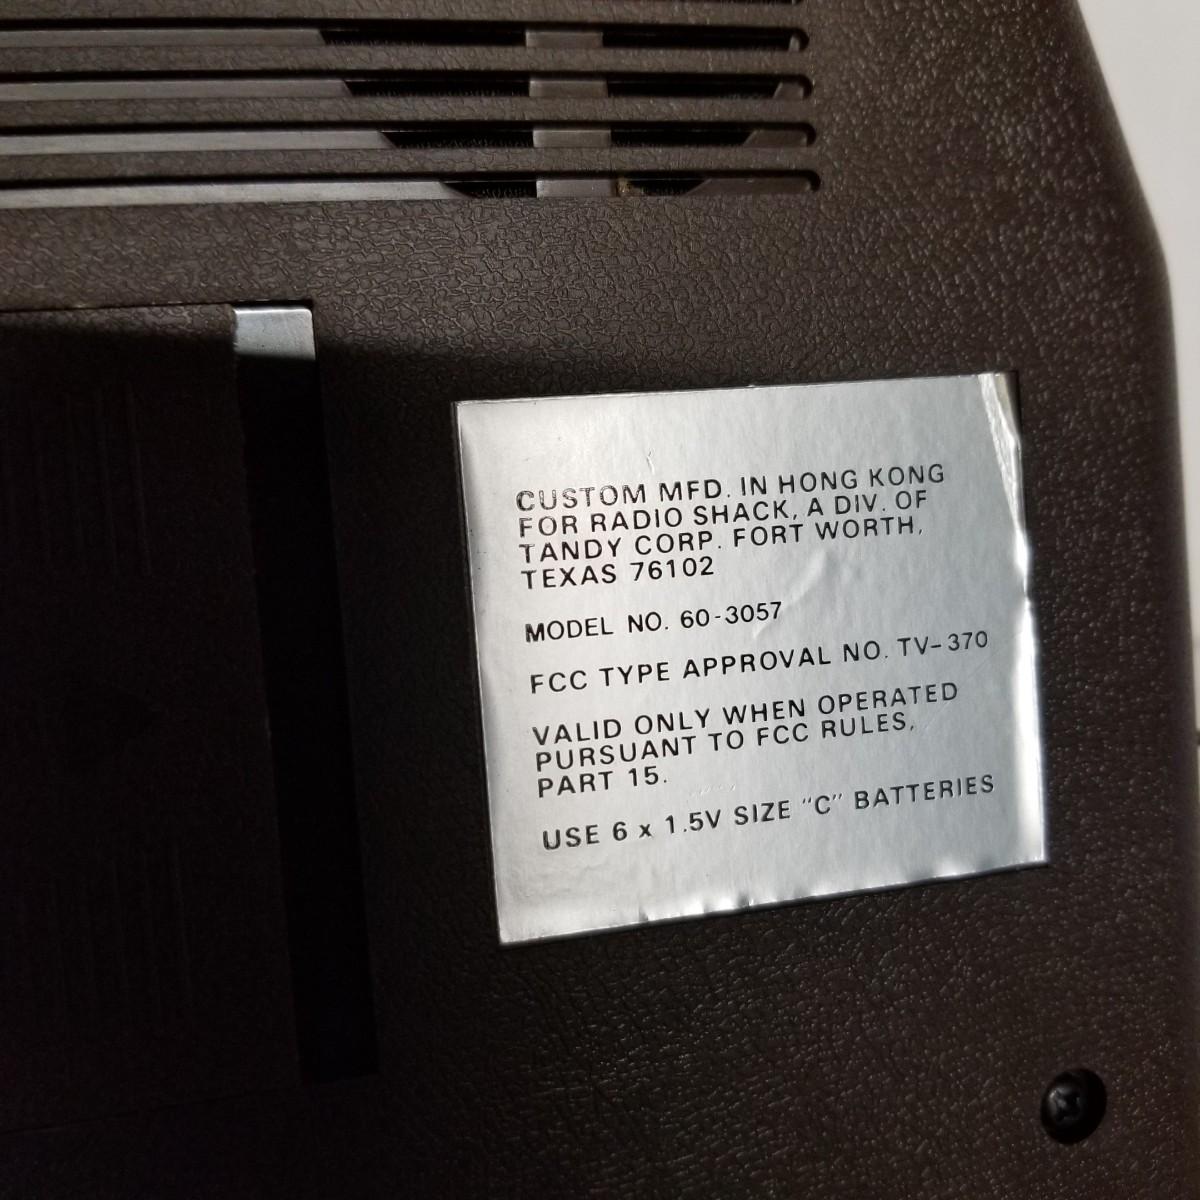 CUSTOM MFD. IN HONG KONG
FOR RADIO SHACK, A DIV. OF
TANDY CORP. FORT WORTH,
TEXAS 76102
MODEL NO. 60-3057
FCC TYPE APPROVAL NO. TV-370
VALID ONLY WHEN OPERATED
PURSUANT TO FCC RULES,
PART 15.
USE 6 x 1.5V SIZE "C" BATTERIES